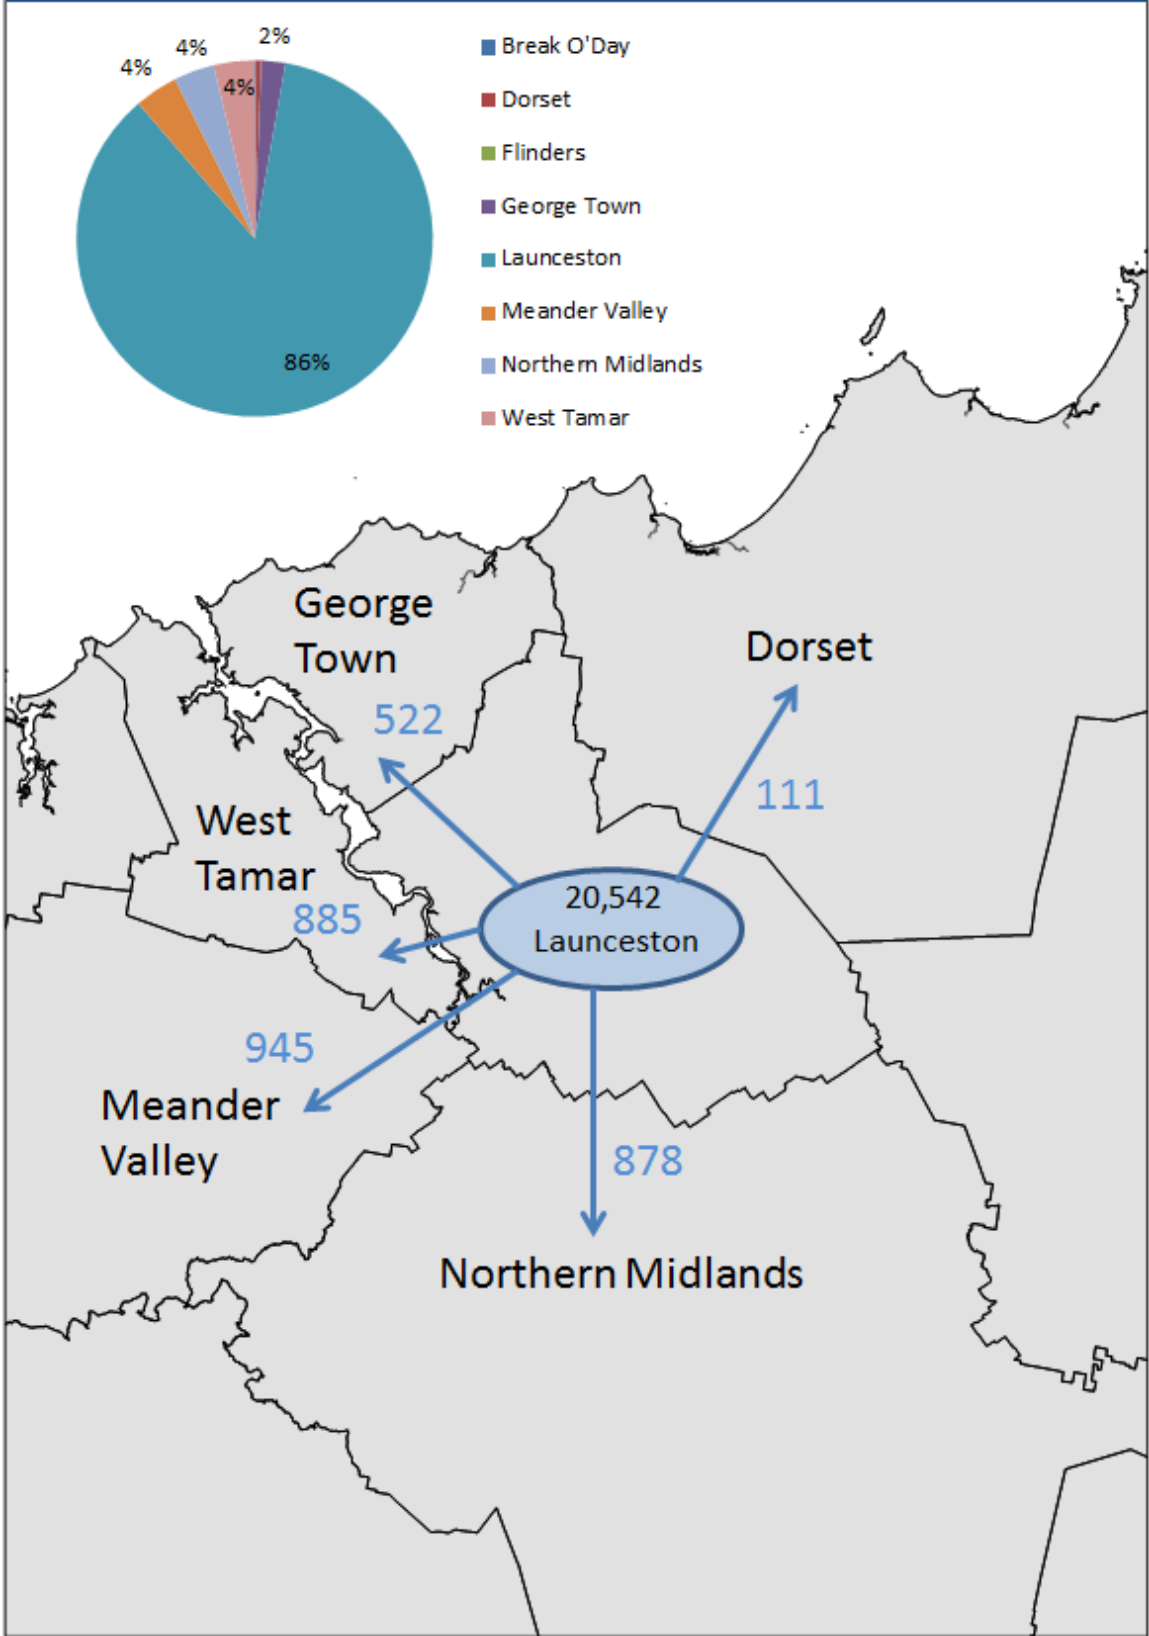 2%
4%
4%
4%
86%
Break O'Day
Dorset
Flinders
George Town
Launceston
Meander Valley
Northern Midlands
West Tamar
George
Town
522
Dorset
111
West
Tamar
885
20,542
Launceston
945
Meander
Valley
878
Northern Midlands